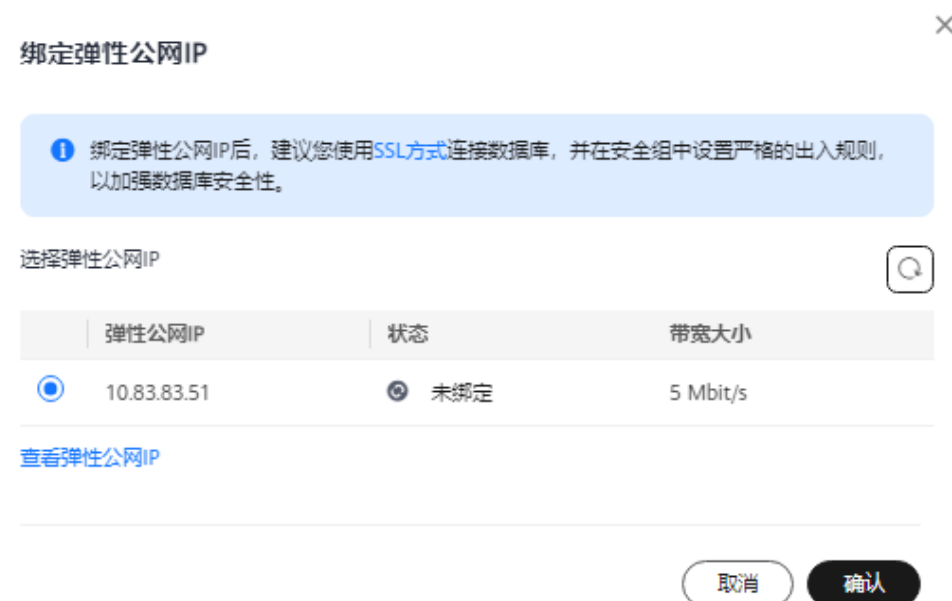 绑定弹性公网IP
绑定弹性公网IP后，建议您使用SSL方式连接数据库，并在安全组中设置严格的出入规则，
以加强数据库安全性。
选择弹性公网IP
弹性公网IP 状态 带宽大小
10.83.83.51 未绑定 5 Mbit/s
查看弹性公网IP
取消 确认